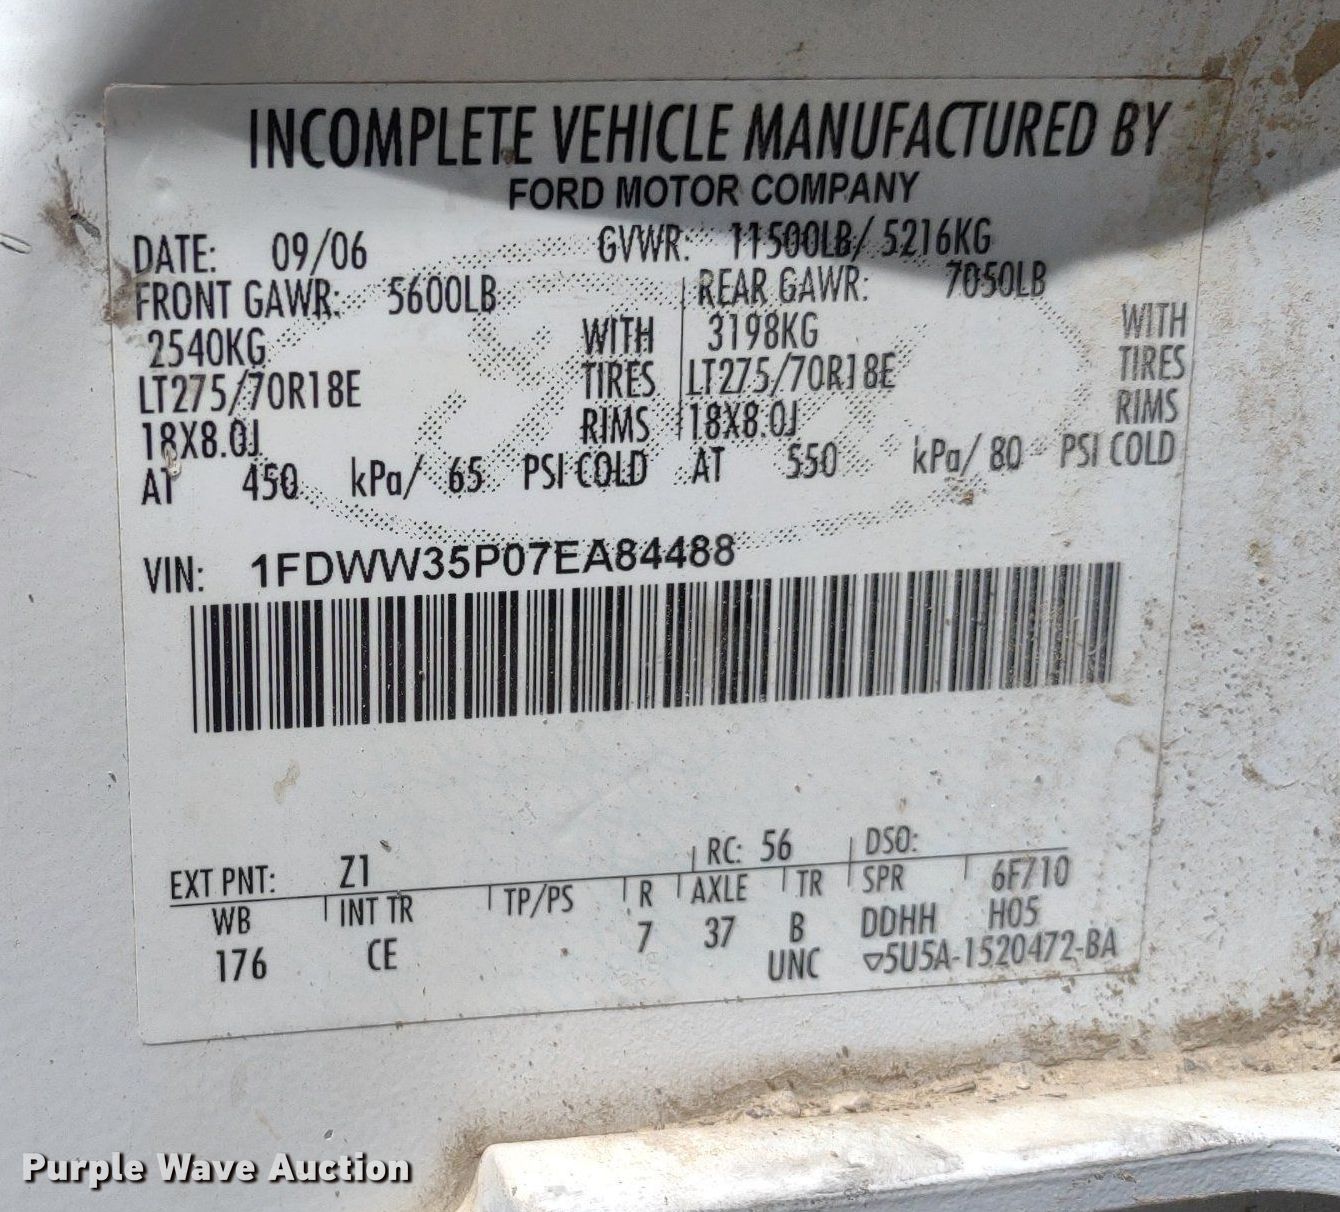 INCOMPLETE VEHICLE MANUFACTURED BY
FORD MOTOR COMPANY
DATE: 09/06 GVWR: 11500LB/ 5216KG
FRONT GAWR: 5600LB REAR GAWR: 7050LB
2540KG WITH 3198KG WITH
LT275/70R18E TIRES LT275/70R18E TIRES
18X8.0J RIMS 18X8.0J RIMS
AT 450 kPa/ 65 PSI COLD AT 550 kPa/ 80 PSI COLD
VIN: 1FDWW35P07EA84488
EXT PNT: Z1 RC: 56 DSO:
WB INT TR TP/PS R AXLE TR SPR 6F710
176 CE 7 37 B DDHH H05
UNC ▽5U5A-1520472-BA
Purple Wave Auction